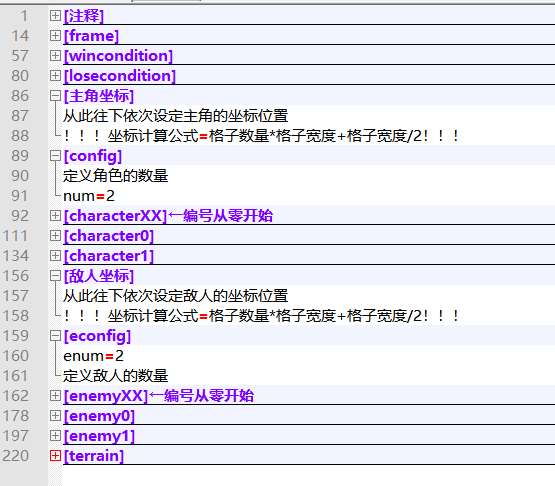 1 [注释]
14 [frame]
57 [wincondition]
80 [losecondition]
86 [主角坐标]
87 从此往下依次设定主角的坐标位置
88 ！！！坐标计算公式=格子数量*格子宽度+格子宽度/2！！！
89 [config]
90 定义角色的数量
91 num=2
92 [characterXX]←编号从零开始
111 [character0]
134 [character1]
156 [敌人坐标]
157 从此往下依次设定敌人的坐标位置
158 ！！！坐标计算公式=格子数量*格子宽度+格子宽度/2！！！
159 [econfig]
160 enum=2
161 定义敌人的数量
162 [enemyXX]←编号从零开始
178 [enemy0]
197 [enemy1]
220 [terrain]